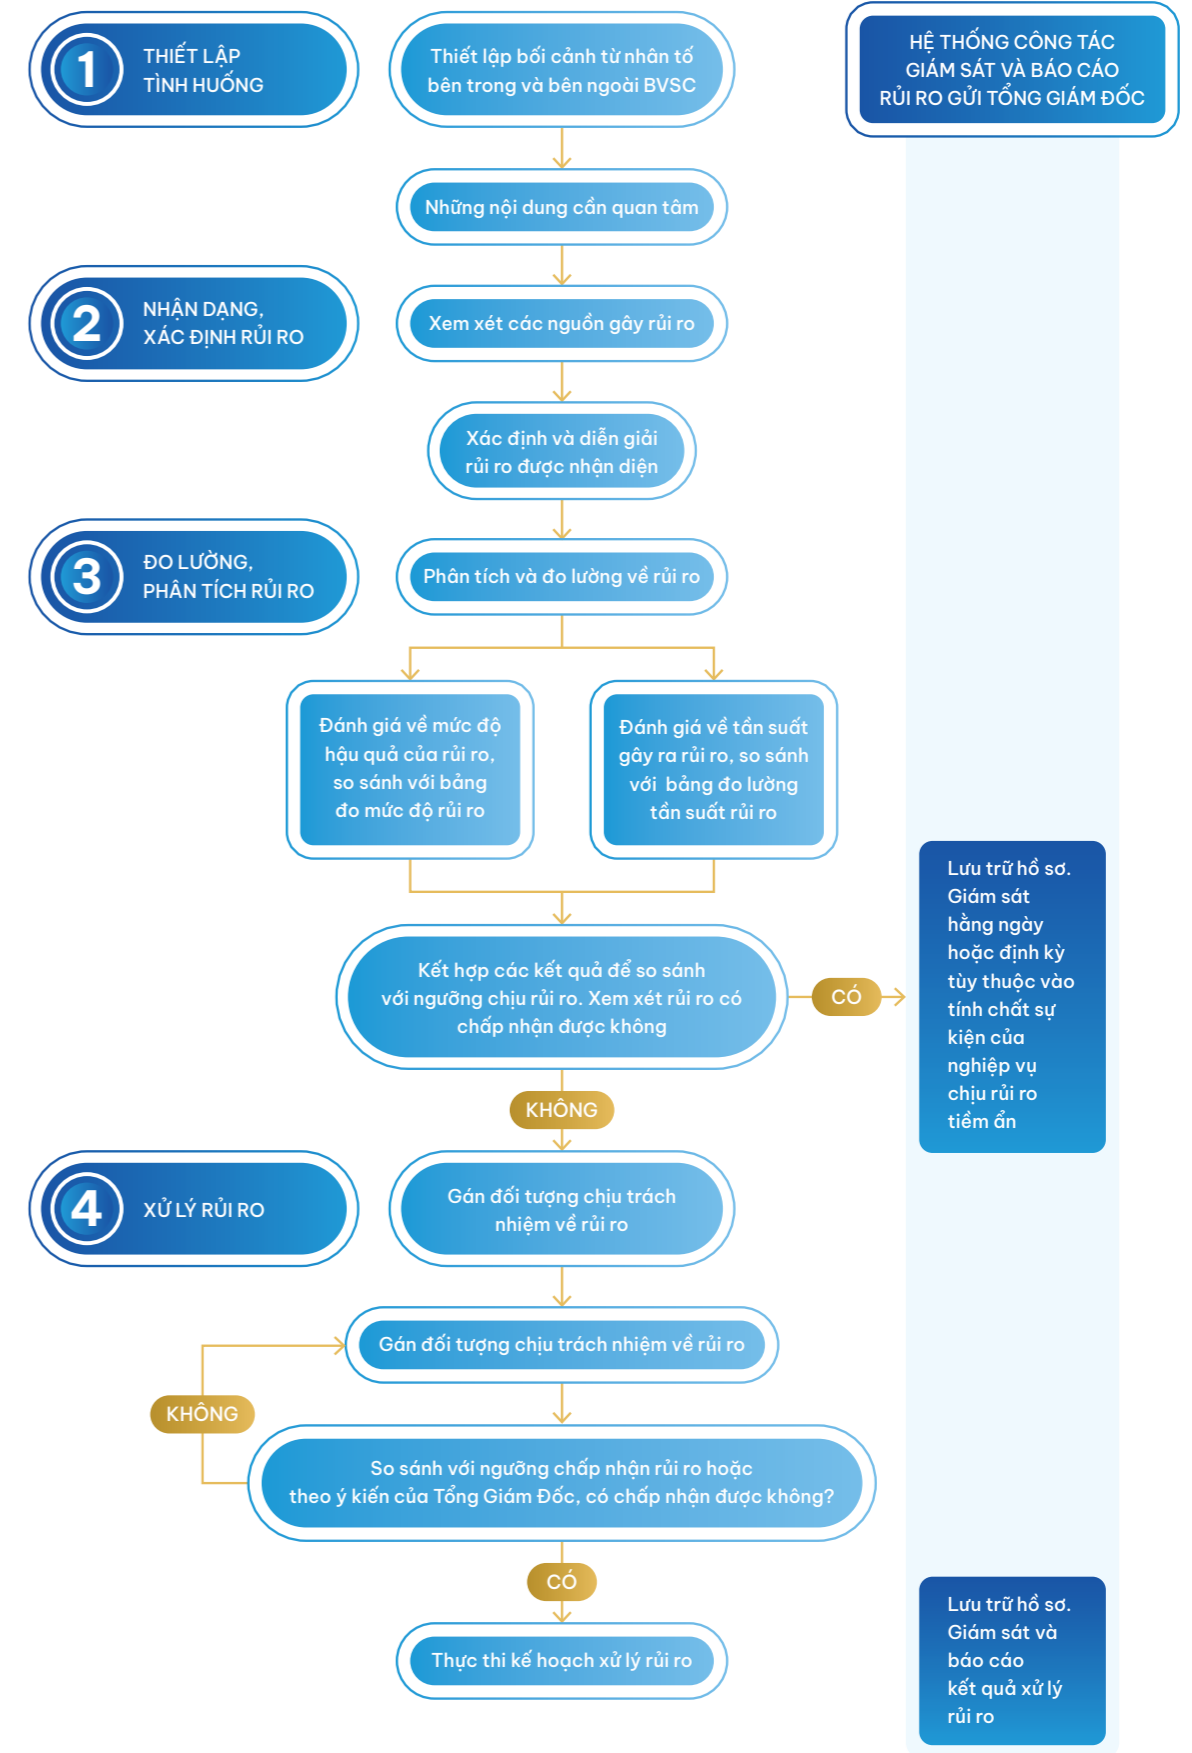 1
THIẾT LẬP
TÌNH HUỐNG
Thiết lập bối cảnh từ nhân tố
bên trong và bên ngoài BVSC
HỆ THỐNG CÔNG TÁC
GIÁM SÁT VÀ BÁO CÁO
RỦI RO GỬI TỔNG GIÁM ĐỐC
Những nội dung cần quan tâm
2
NHẬN DẠNG,
XÁC ĐỊNH RỦI RO
Xem xét các nguồn gây rủi ro
Xác định và diễn giải
rủi ro được nhận diện
3
ĐO LƯỜNG,
PHÂN TÍCH RỦI RO
Phân tích và đo lường về rủi ro
Đánh giá về mức độ
hậu quả của rủi ro,
so sánh với bảng
đo mức độ rủi ro
Đánh giá về tần suất
gây ra rủi ro, so sánh
với bảng đo lường
tần suất rủi ro
Kết hợp các kết quả để so sánh
với ngưỡng chịu rủi ro. Xem xét rủi ro có
chấp nhận được không
CÓ
Lưu trữ hồ sơ.
Giám sát
hằng ngày
hoặc định kỳ
tùy thuộc vào
tính chất sự
kiện của
nghiệp vụ
chịu rủi ro
tiềm ẩn
KHÔNG
4
XỬ LÝ RỦI RO
Gán đối tượng chịu trách
nhiệm về rủi ro
Gán đối tượng chịu trách nhiệm về rủi ro
KHÔNG
So sánh với ngưỡng chấp nhận rủi ro hoặc
theo ý kiến của Tổng Giám Đốc, có chấp nhận được không?
CÓ
Thực thi kế hoạch xử lý rủi ro
Lưu trữ hồ sơ.
Giám sát và
báo cáo
kết quả xử lý
rủi ro